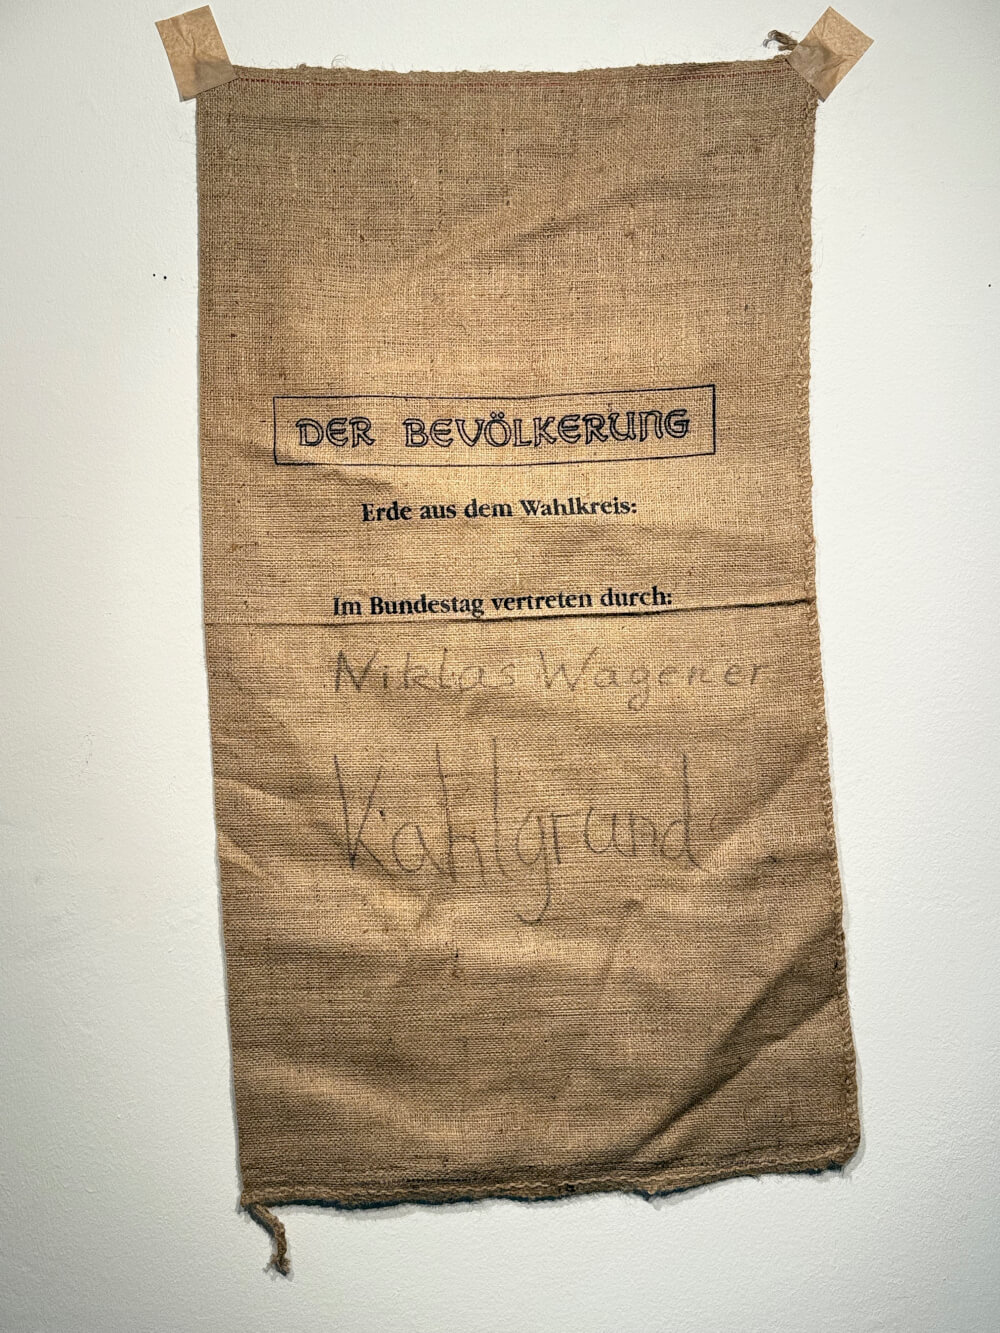 DER BEVÖLKERUNG
Erde aus dem Wahlkreis:
Im Bundestag vertreten durch:
Niklas Wagener
Kahlgrund